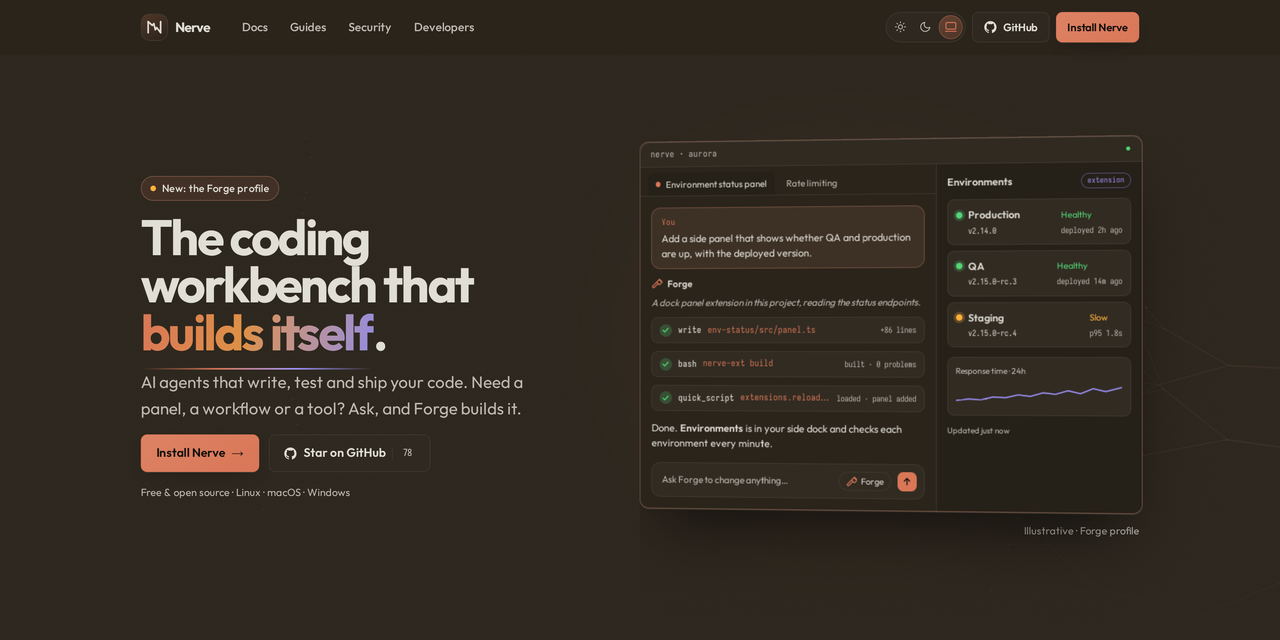 Nerve
Docs
Guides
Security
Developers
GitHub
Install Nerve
New: the Forge profile
The coding
workbench that
builds itself.
AI agents that write, test and ship your code. Need a
panel, a workflow or a tool? Ask, and Forge builds it.
Install Nerve →
Star on GitHub 78
Free & open source · Linux · macOS · Windows
nerve · aurora
Environment status panel
Rate limiting
You
Add a side panel that shows whether QA and production
are up, with the deployed version.
Forge
A dock panel extension in this project, reading the status endpoints.
write env-status/src/panel.ts +86 lines
bash nerve-ext build built · 0 problems
quick_script extensions.reload… loaded · panel added
Done. Environments is in your side dock and checks each
environment every minute.
Ask Forge to change anything…
Forge
Environments
extension
Production Healthy
v2.14.0 deployed 2h ago
QA Healthy
v2.15.0-rc.3 deployed 14m ago
Staging Slow
v2.15.0-rc.4 p95 1.8s
Response time · 24h
Updated just now
Illustrative · Forge profile